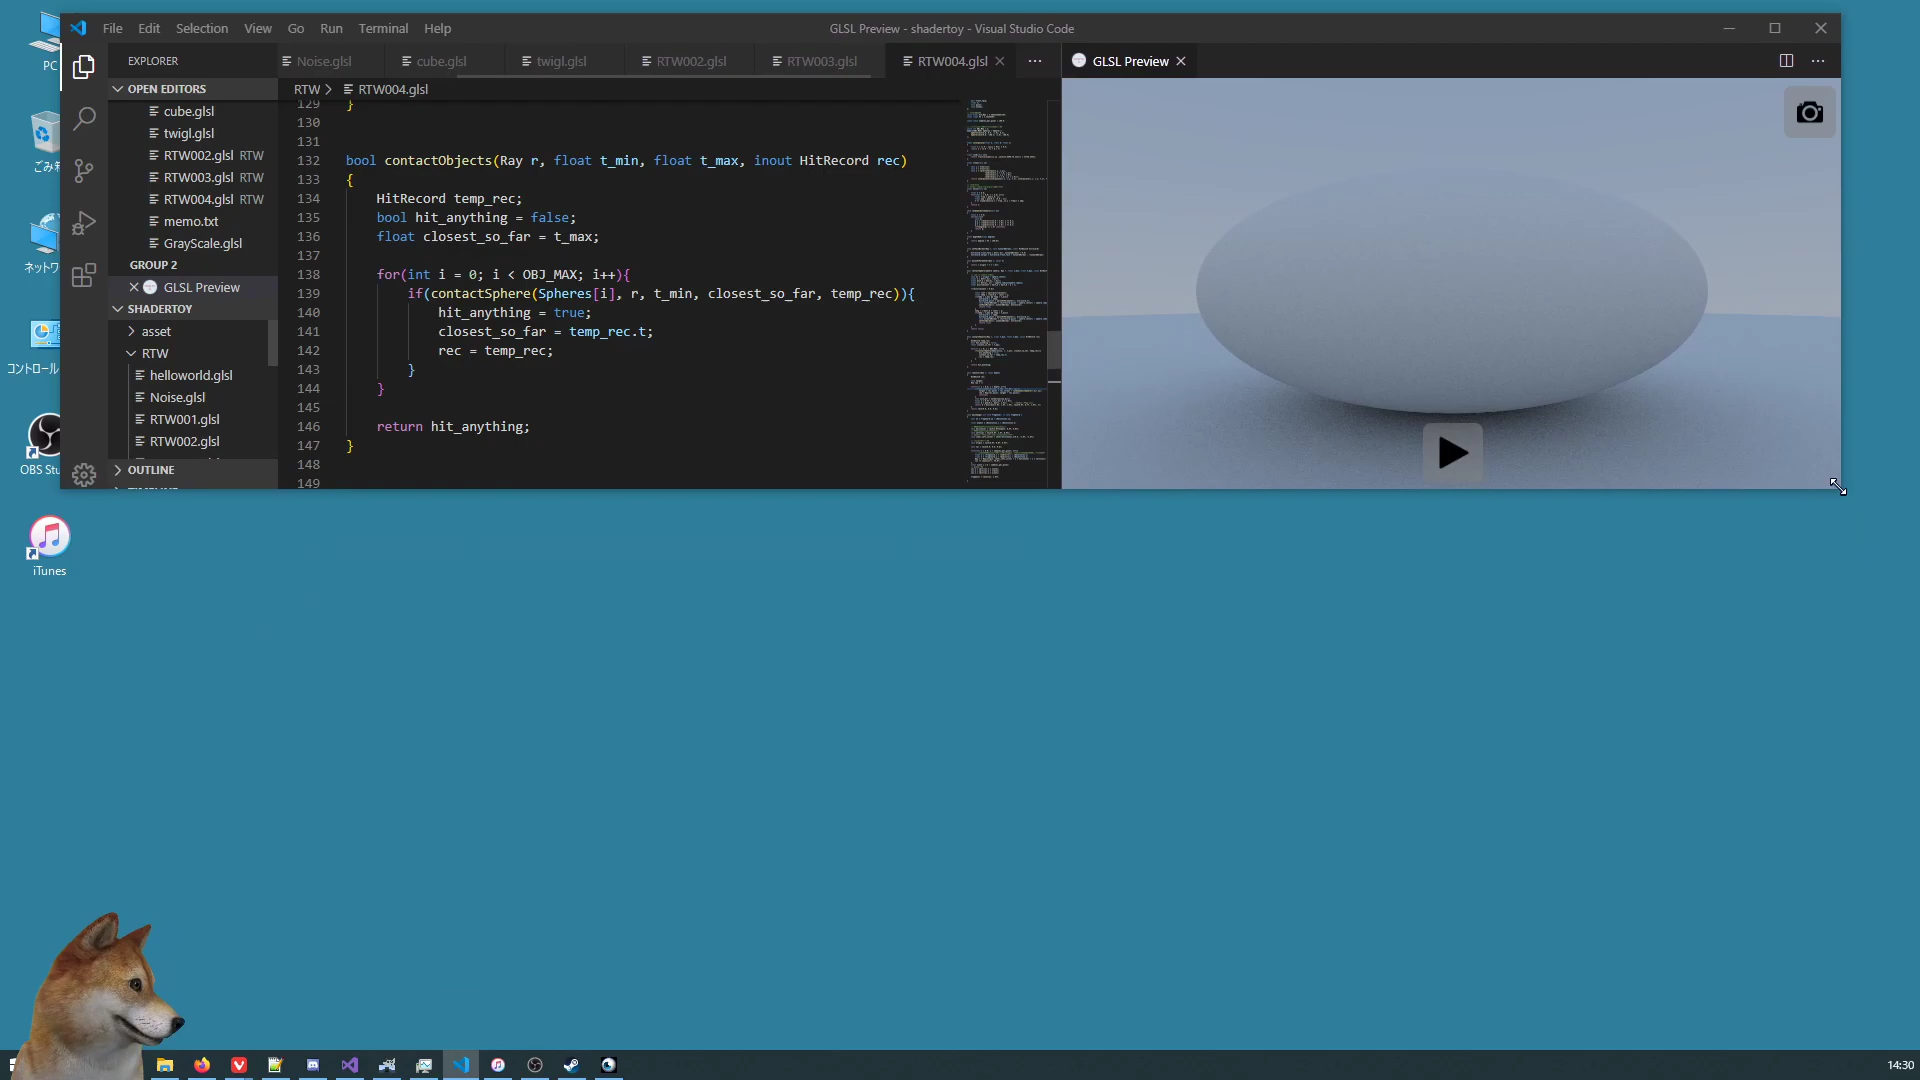 File Edit Selection View Go Run Terminal Help
GLSL Preview - shadertoy - Visual Studio Code
PC
ネットワ
コントロール
OBS Stu
iTunes
EXPLORER
OPEN EDITORS
cube.glsl
twigl.glsl
RTW002.glsl RTW
RTW003.glsl RTW
RTW004.glsl RTW
memo.txt
GrayScale.glsl
GROUP 2
GLSL Preview
SHADERTOY
asset
RTW
helloworld.glsl
Noise.glsl
RTW001.glsl
RTW002.glsl
OUTLINE
Noise.glsl cube.glsl twigl.glsl RTW002.glsl RTW003.glsl RTW004.glsl
RTW > RTW004.glsl
129 }
130
131
132 bool contactObjects(Ray r, float t_min, float t_max, inout HitRecord rec)
133 {
134 HitRecord temp_rec;
135 bool hit_anything = false;
136 float closest_so_far = t_max;
137
138 for(int i = 0; i < OBJ_MAX; i++){
139 if(contactSphere(Spheres[i], r, t_min, closest_so_far, temp_rec)){
140 hit_anything = true;
141 closest_so_far = temp_rec.t;
142 rec = temp_rec;
143 }
144 }
145
146 return hit_anything;
147 }
148
149
GLSL Preview
14:30